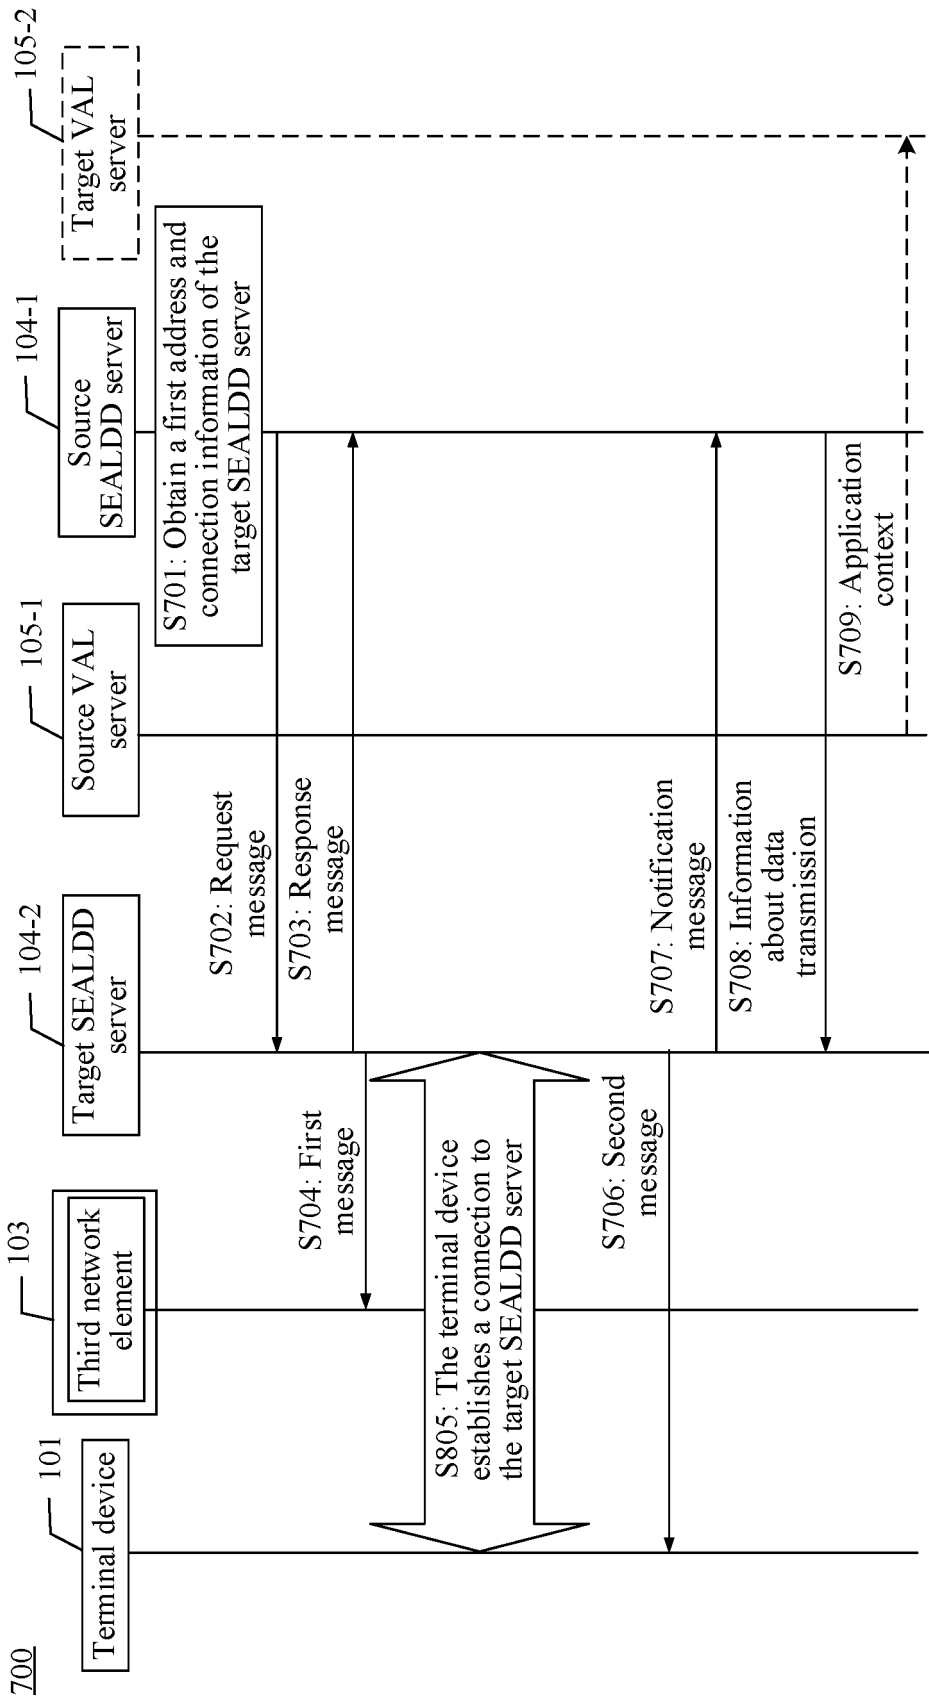 700
101
Terminal device
103
Third network
element
104-2
Target SEALDD
server
105-1
Source VAL
server
104-1
Source
SEALDD server
105-2
Target VAL
server
S701: Obtain a first address and
connection information of the
target SEALDD server
S702: Request
message
S703: Response
message
S704: First
message
S805: The terminal device
establishes a connection to
the target SEALDD server
S706: Second
message
S707: Notification
message
S708: Information
about data
transmission
S709: Application
context